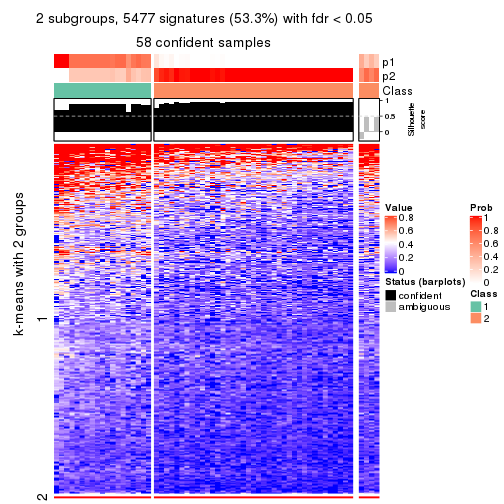 2 subgroups, 5477 signatures (53.3%) with fdr < 0.05
58 confident samples
p1
p2
Class
1
0.5
0
Silhouette
score
k-means with 2 groups
1
2
Value
0.8
0.6
0.4
0.2
0
Status (barplots)
confident
ambiguous
Prob
1
0.8
0.6
0.4
0.2
0
Class
1
2